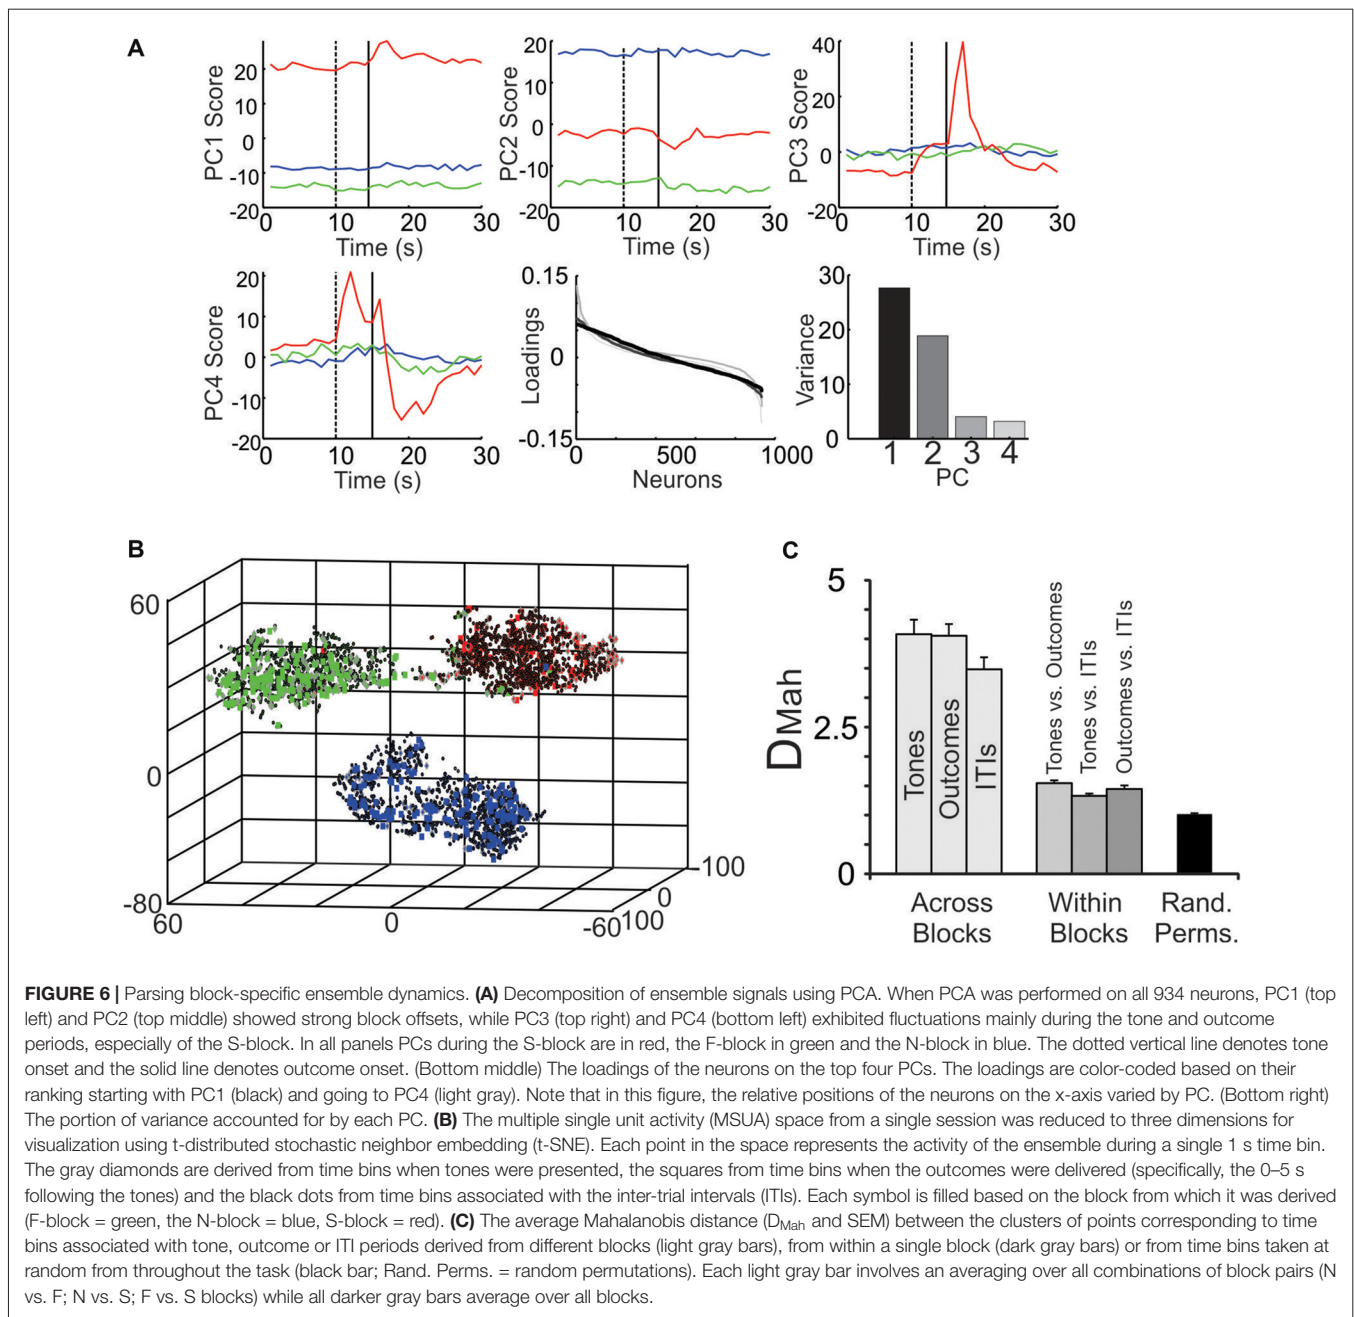 A
PC1 Score
20
10
0
-10
-20
0
10
20
30
Time (s)
PC2 Score
20
10
0
-10
-20
0
10
20
30
Time (s)
PC3 Score
40
20
0
-20
0
10
20
30
Time (s)
PC4 Score
20
10
0
-10
-20
0
10
20
30
Time (s)
Loadings
0.15
0
-0.15
0
500
1000
Neurons
Variance
30
20
10
0
1
2
3
4
PC
B
60
0
-80
60
0
-60
100
0
-100
C
DMah
5
2.5
0
Tones
Outcomes
ITIs
Tones vs. Outcomes
Tones vs. ITIs
Outcomes vs. ITIs
Across
Blocks
Within
Blocks
Rand.
Perms.
FIGURE 6 | Parsing block-specific ensemble dynamics. (A) Decomposition of ensemble signals using PCA. When PCA was performed on all 934 neurons, PC1 (top
left) and PC2 (top middle) showed strong block offsets, while PC3 (top right) and PC4 (bottom left) exhibited fluctuations mainly during the tone and outcome
periods, especially of the S-block. In all panels PCs during the S-block are in red, the F-block in green and the N-block in blue. The dotted vertical line denotes tone
onset and the solid line denotes outcome onset. (Bottom middle) The loadings of the neurons on the top four PCs. The loadings are color-coded based on their
ranking starting with PC1 (black) and going to PC4 (light gray). Note that in this figure, the relative positions of the neurons on the x-axis varied by PC. (Bottom right)
The portion of variance accounted for by each PC. (B) The multiple single unit activity (MSUA) space from a single session was reduced to three dimensions for
visualization using t-distributed stochastic neighbor embedding (t-SNE). Each point in the space represents the activity of the ensemble during a single 1 s time bin.
The gray diamonds are derived from time bins when tones were presented, the squares from time bins when the outcomes were delivered (specifically, the 0–5 s
following the tones) and the black dots from time bins associated with the inter-trial intervals (ITIs). Each symbol is filled based on the block from which it was derived
(F-block = green, the N-block = blue, S-block = red). (C) The average Mahalanobis distance (DMah and SEM) between the clusters of points corresponding to time
bins associated with tone, outcome or ITI periods derived from different blocks (light gray bars), from within a single block (dark gray bars) or from time bins taken at
random from throughout the task (black bar; Rand. Perms. = random permutations). Each light gray bar involves an averaging over all combinations of block pairs (N
vs. F; N vs. S; F vs. S blocks) while all darker gray bars average over all blocks.